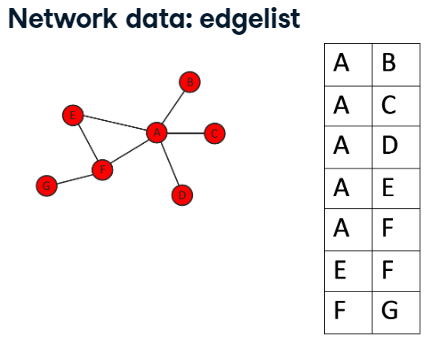 Network data: edgelist
B
E
A
C
F
G
D
A B
A C
A D
A E
A F
E F
F G